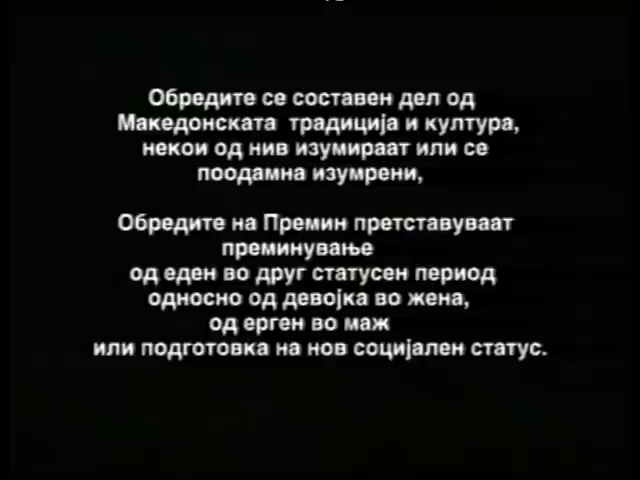 Обредите се составен дел од
Македонската традиција и култура,
некои од нив изумираат или се
поодамна изумрени,
Обредите на Премин претставуваат
преминување
од еден во друг статусен период
односно од девојка во жена,
од ерген во маж
или подготовка на нов социјален статус.